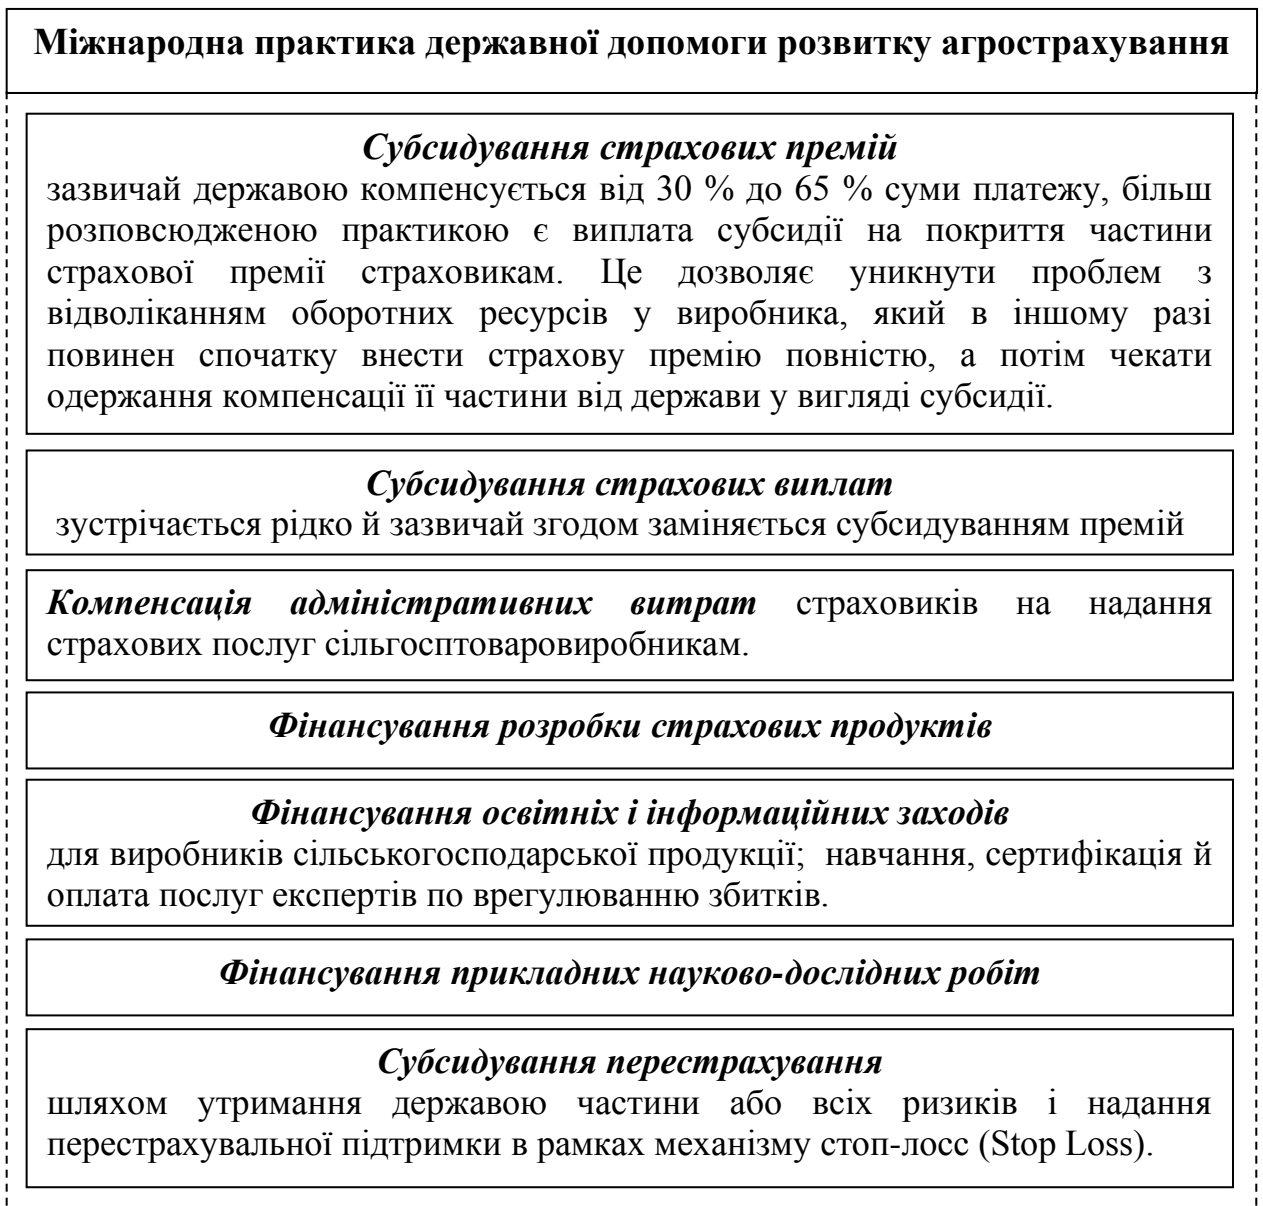 Міжнародна практика державної допомоги розвитку агрострахування
Субсидування страхових премій
зазвичай державою компенсується від 30 % до 65 % суми платежу, більш
розповсюдженою практикою є виплата субсидії на покриття частини
страхової премії страховикам. Це дозволяє уникнути проблем з
відволіканням оборотних ресурсів у виробника, який в іншому разі
повинен спочатку внести страхову премію повністю, а потім чекати
одержання компенсації її частини від держави у вигляді субсидії.
Субсидування страхових виплат
зустрічається рідко й зазвичай згодом заміняється субсидуванням премій
Компенсація адміністративних витрат страховиків на надання
страхових послуг сільгосптоваровиробникам.
Фінансування розробки страхових продуктів
Фінансування освітніх і інформаційних заходів
для виробників сільськогосподарської продукції; навчання, сертифікація й
оплата послуг експертів по врегулюванню збитків.
Фінансування прикладних науково-дослідних робіт
Субсидування перестрахування
шляхом утримання державою частини або всіх ризиків і надання
перестрахувальної підтримки в рамках механізму стоп-лосс (Stop Loss).